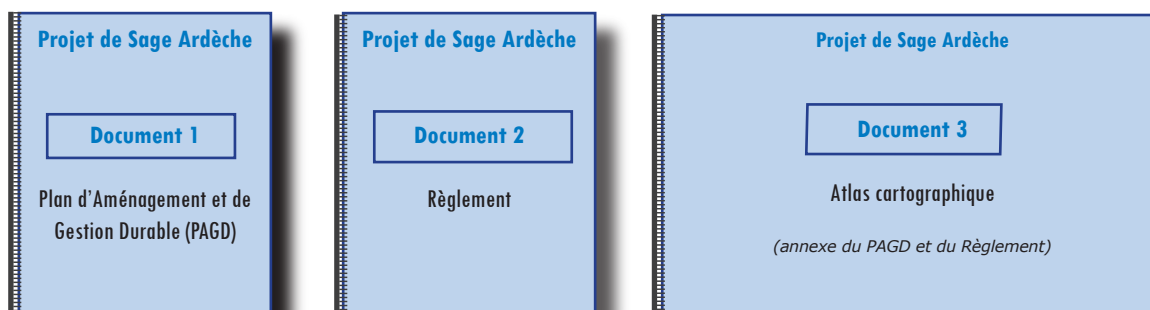 Projet de Sage Ardèche
Document 1
Plan d'Aménagement et de
Gestion Durable (PAGD)
Projet de Sage Ardèche
Document 2
Règlement
Projet de Sage Ardèche
Document 3
Atlas cartographique
(annexe du PAGD et du Règlement)